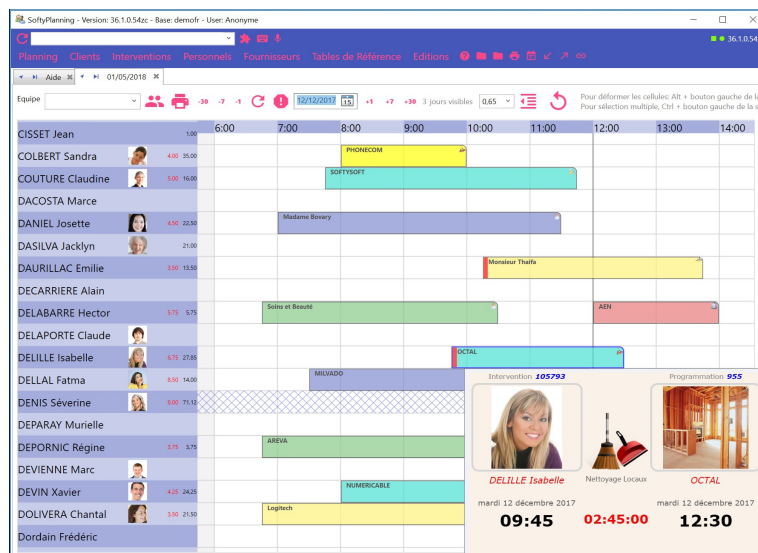 SoftyPlanning - Version: 36.1.0.54zc - Base: demofr - User: Anonyme
36.1.0.54
Planning Clients Interventions Personnels Fournisseurs Tables de Référence Editions
Aide 01/05/2018
Equipe -30 -7 -1 12/12/2017 15 +1 +7 +30 3 jours visibles 0,65
Pour déformer les cellules: Alt + bouton gauche de la
Pour sélection multiple, Ctrl + bouton gauche de la s
6:00 7:00 8:00 9:00 10:00 11:00 12:00 13:00 14:00
CISSET Jean 1,00
COLBERT Sandra 4,00 35,00 PHONECOM
COUTURE Claudine 5,00 16,00 SOFTYSOFT
DACOSTA Marce
DANIEL Josette 4,50 22,50 Madame Bovary
DASILVA Jacklyn 21,00
DAURILLAC Emilie 3,50 13,50 Monsieur Thalfa
DECARRIERE Alain
DELABARRE Hector 5,75 5,75 Soins et Beauté AEN
DELAPORTE Claude
DELILLE Isabelle 6,75 27,85 OCTAL
DELLAL Fatma 8,50 14,00 MILVADO
DENIS Séverine 8,00 71,12
DEPARAY Murielle
DEPORNIC Régine 3,75 3,75 AREVA
DEVIENNE Marc
DEVIN Xavier 4,25 24,25 NUMERICABLE
DOLIVERA Chantal 3,50 21,50 Logitech
Dordain Frédéric
Intervention 105793 Programmation 955
DELILLE Isabelle Nettoyage Locaux OCTAL
mardi 12 décembre 2017 mardi 12 décembre 2017
09:45 02:45:00 12:30